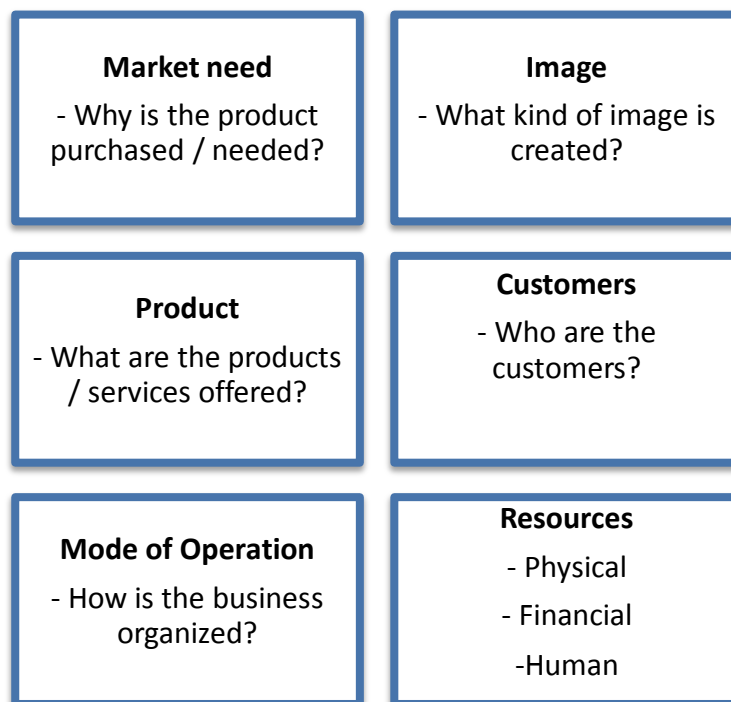 Market need
- Why is the product
purchased / needed?
Image
- What kind of image is
created?
Product
- What are the products
/ services offered?
Customers
- Who are the
customers?
Mode of Operation
- How is the business
organized?
Resources
- Physical
- Financial
-Human